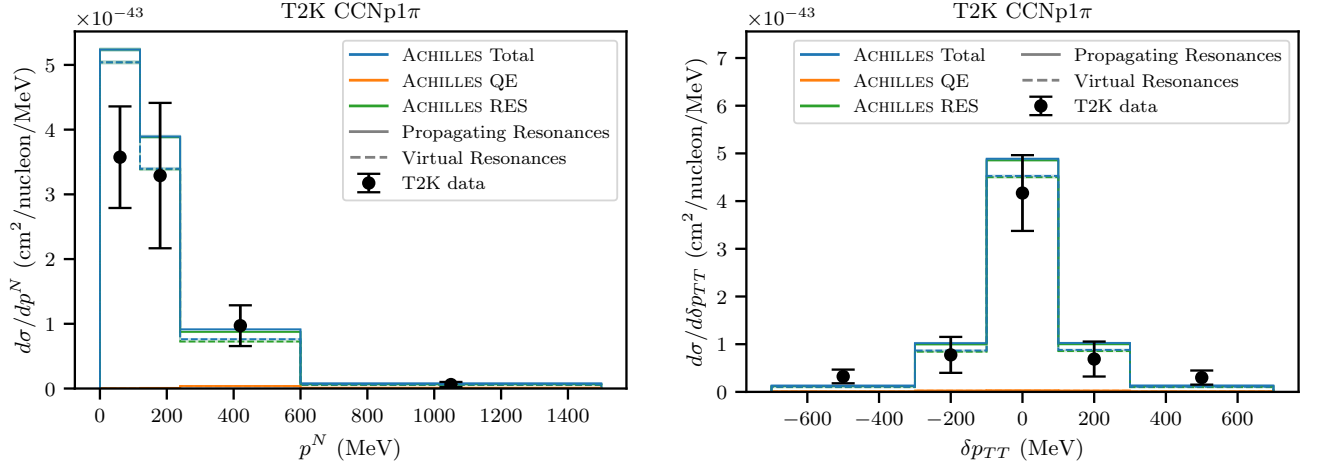 T2K CCNp1π
×10⁻⁴³
dσ/dp^N (cm²/nucleon/MeV)
5
4
3
2
1
0
ACHILLES Total
ACHILLES QE
ACHILLES RES
Propagating Resonances
Virtual Resonances
T2K data
0 200 400 600 800 1000 1200 1400
p^N (MeV)
T2K CCNp1π
×10⁻⁴³
dσ/dδp_TT (cm²/nucleon/MeV)
7
6
5
4
3
2
1
0
ACHILLES Total
ACHILLES QE
ACHILLES RES
Propagating Resonances
Virtual Resonances
T2K data
−600 −400 −200 0 200 400 600
δp_TT (MeV)